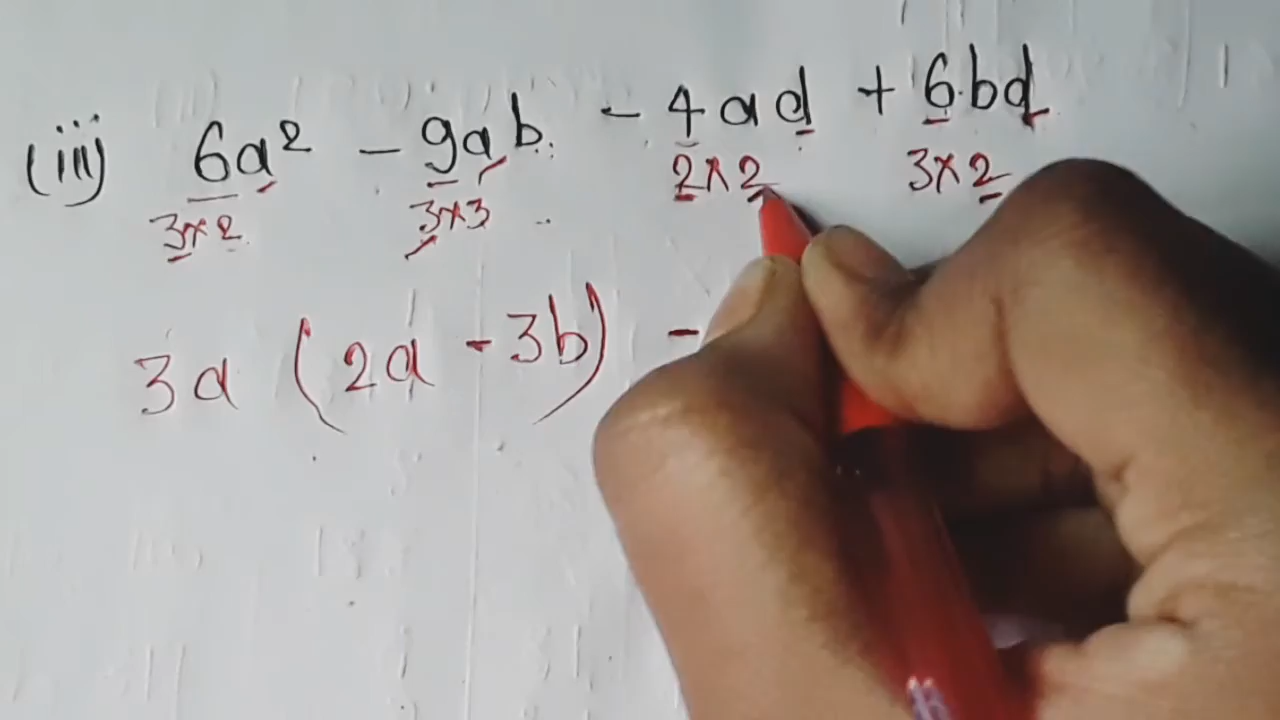 (iii) 6a² - 9ab - 4ad + 6bd
3×2 3×3 2×2 3×2
3a (2a - 3b) -